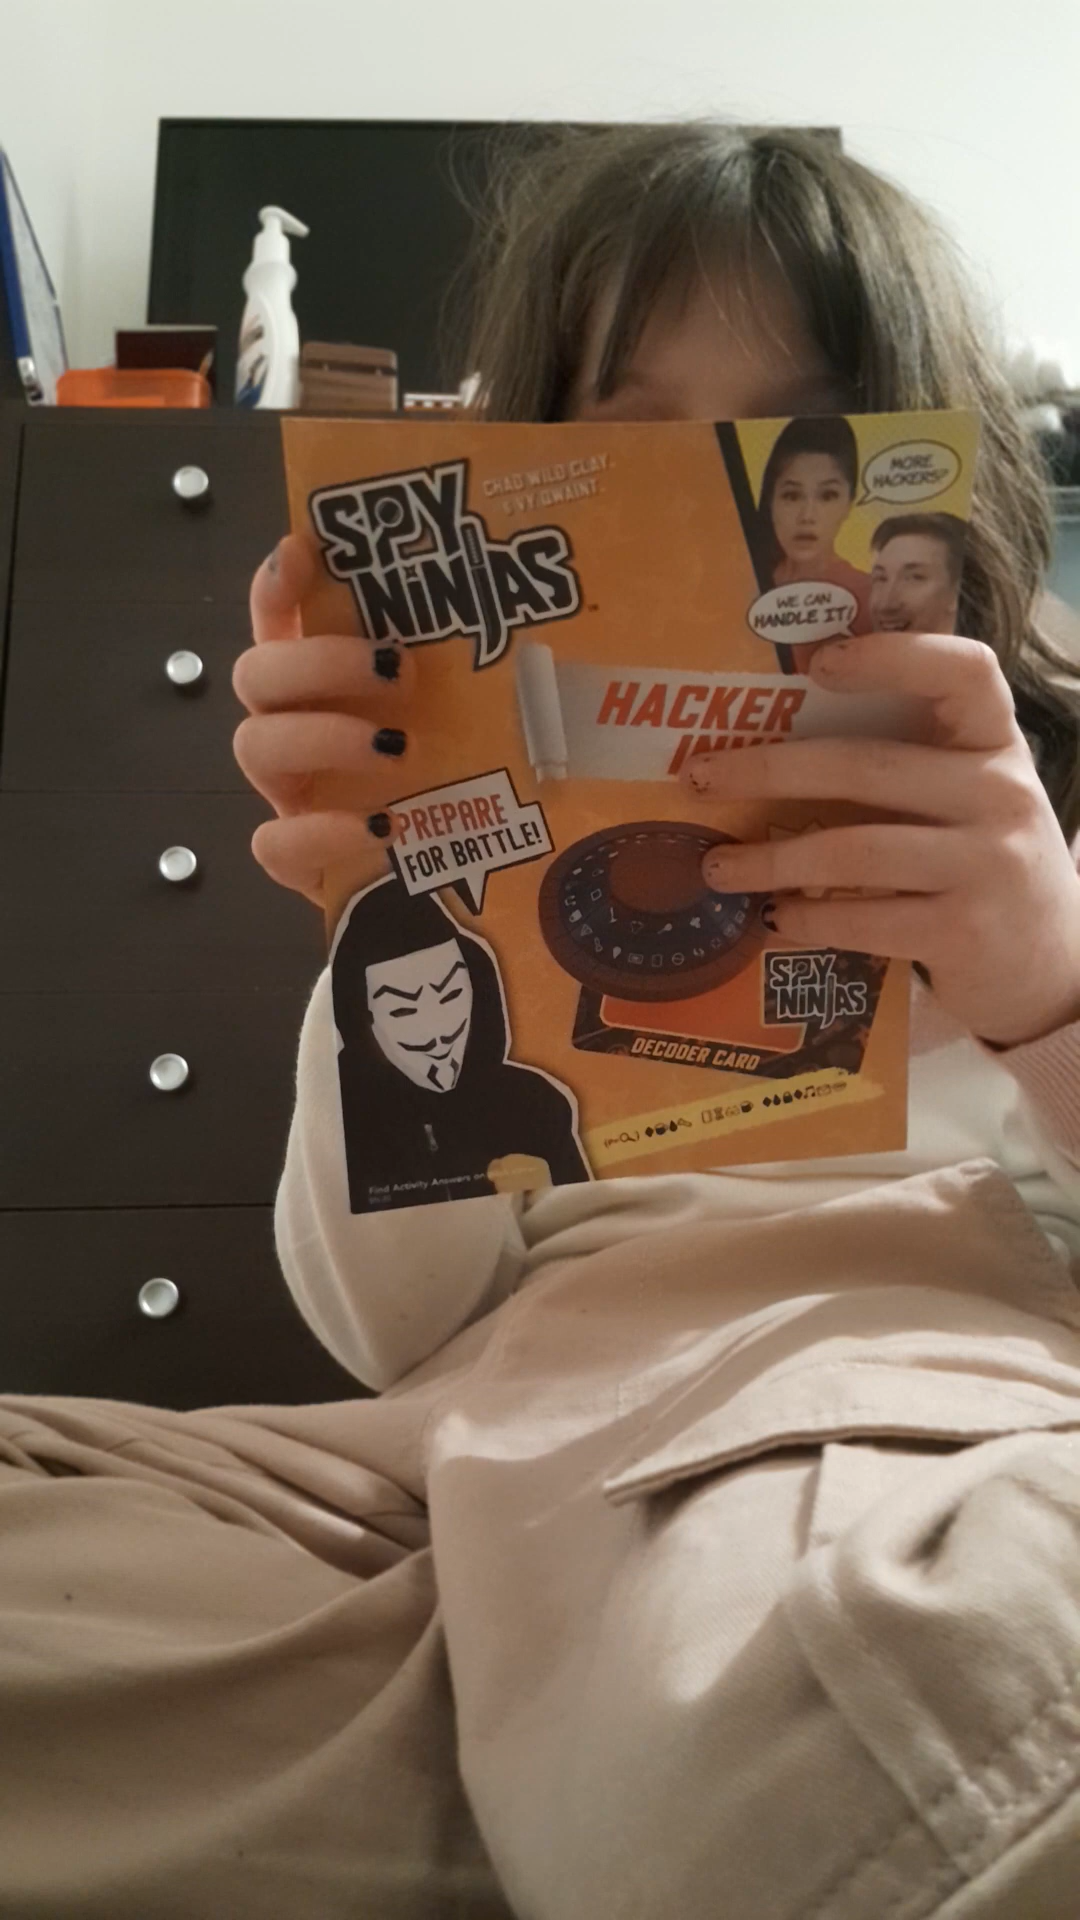 SPY
NINJAS
CHAD WILD CLAY
& VY QWAINT
MORE
HACKERS?
WE CAN
HANDLE IT!
HACKER
PREPARE
FOR BATTLE!
SPY
NINJAS
DECODER CARD
Find Activity Answers on